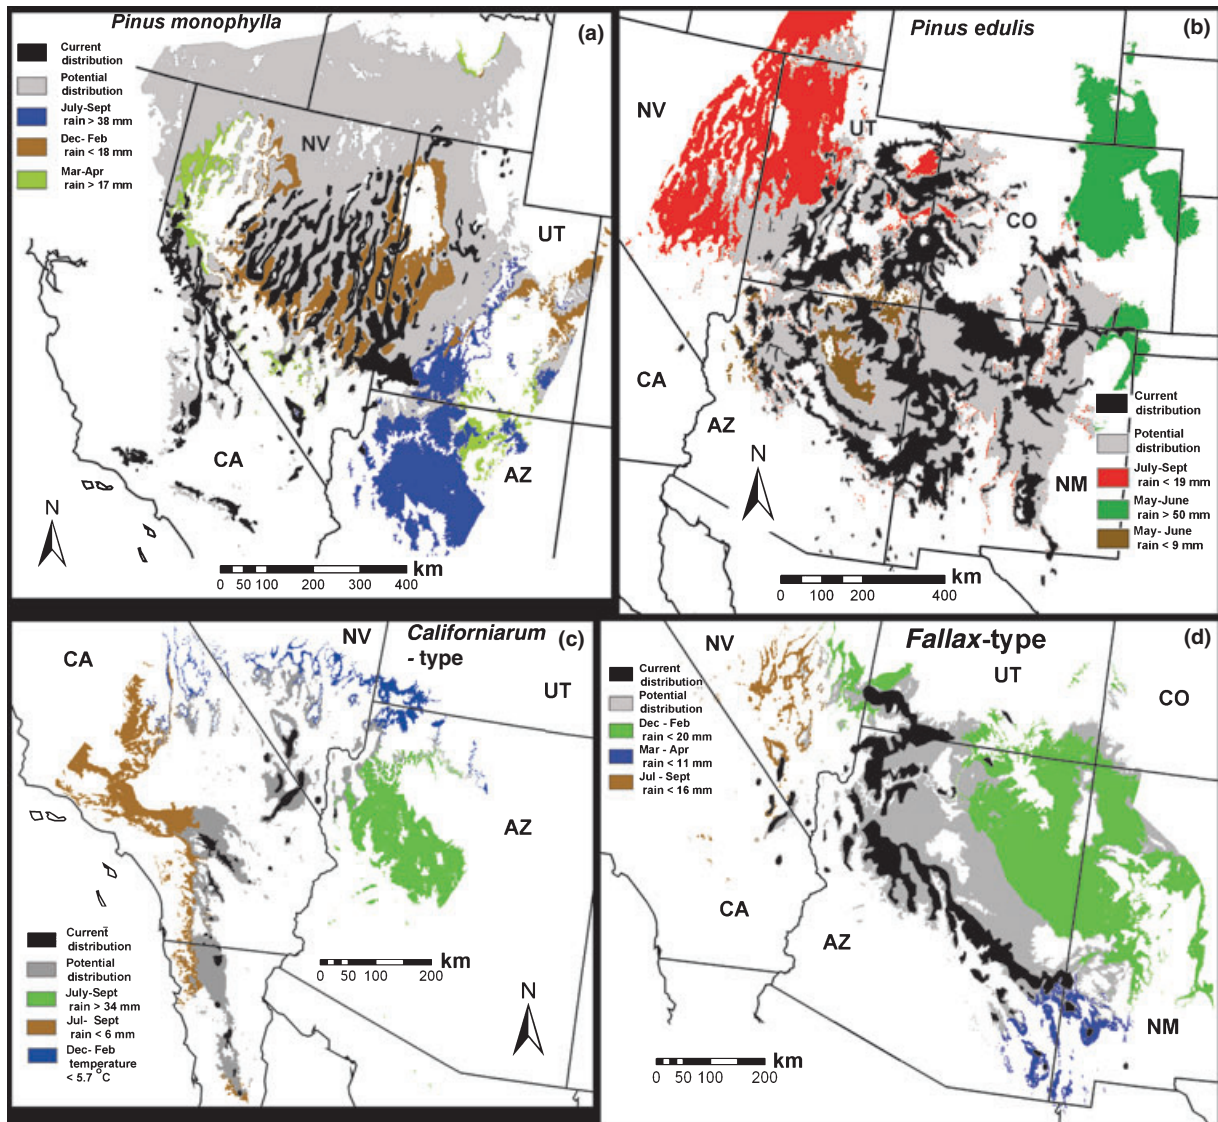 Pinus monophylla
(a)
Current
distribution
Potential
distribution
July-Sept
rain > 38 mm
Dec-Feb
rain < 18 mm
Mar-Apr
rain > 17 mm
NV
UT
CA
AZ
N
km
0 50 100 200 300 400
Pinus edulis
(b)
NV
UT
CO
CA
AZ
NM
N
Current
distribution
Potential
distribution
July-Sept
rain < 19 mm
May-June
rain > 50 mm
May- June
rain < 9 mm
km
0 100 200 400
Californiarum
- type
(c)
CA
NV
UT
AZ
Current
distribution
Potential
distribution
July-Sept
rain > 34 mm
Jul- Sept
rain < 6 mm
Dec- Feb
temperature
< 5.7 °C
km
0 50 100 200
N
Fallax-type
(d)
NV
UT
CO
CA
AZ
NM
Current
distribution
Potential
distribution
Dec - Feb
rain < 20 mm
Mar - Apr
rain < 11 mm
Jul - Sept
rain < 16 mm
N
km
0 50 100 200